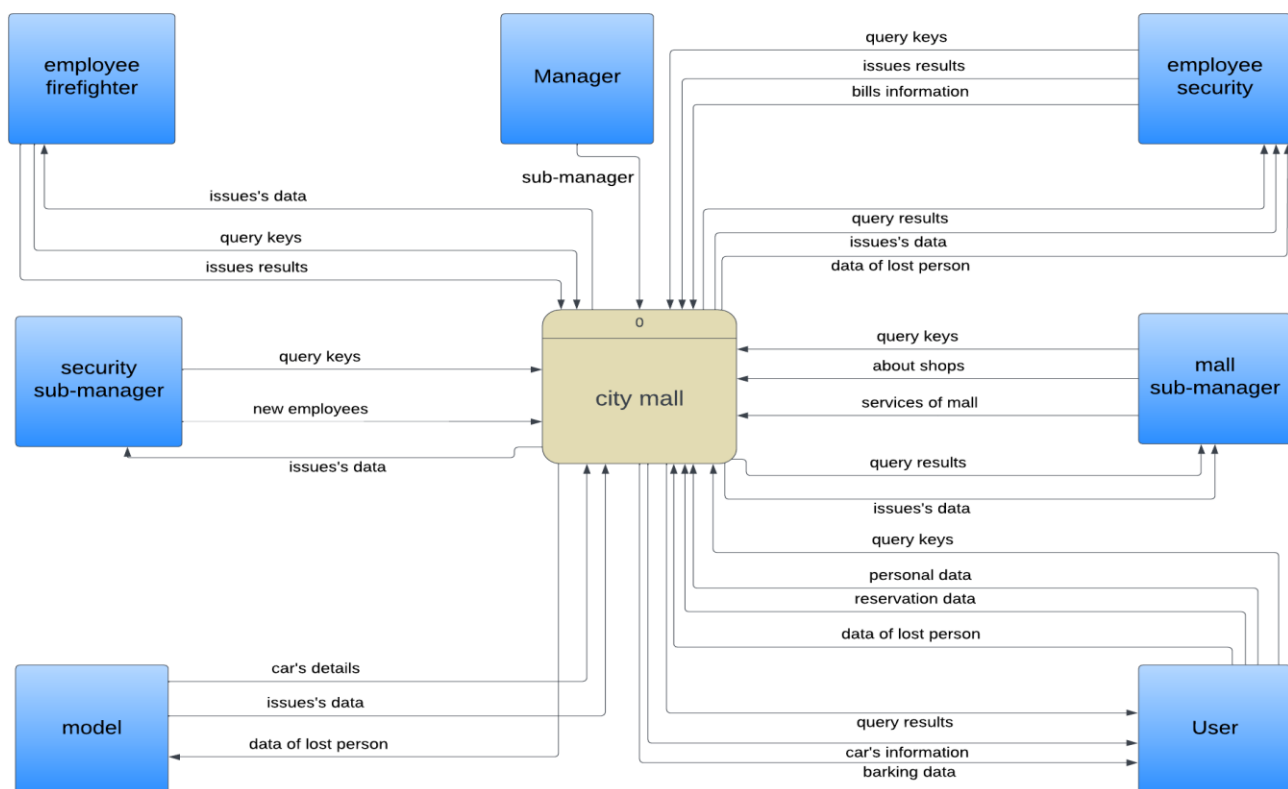 employee
firefighter
Manager
employee
security
query keys
issues results
bills information
sub-manager
issues's data
query keys
issues results
query results
issues's data
data of lost person
0
city mall
security
sub-manager
query keys
new employees
issues's data
mall
sub-manager
query keys
about shops
services of mall
query results
issues's data
query keys
personal data
reservation data
data of lost person
model
car's details
issues's data
data of lost person
User
query results
car's information
barking data